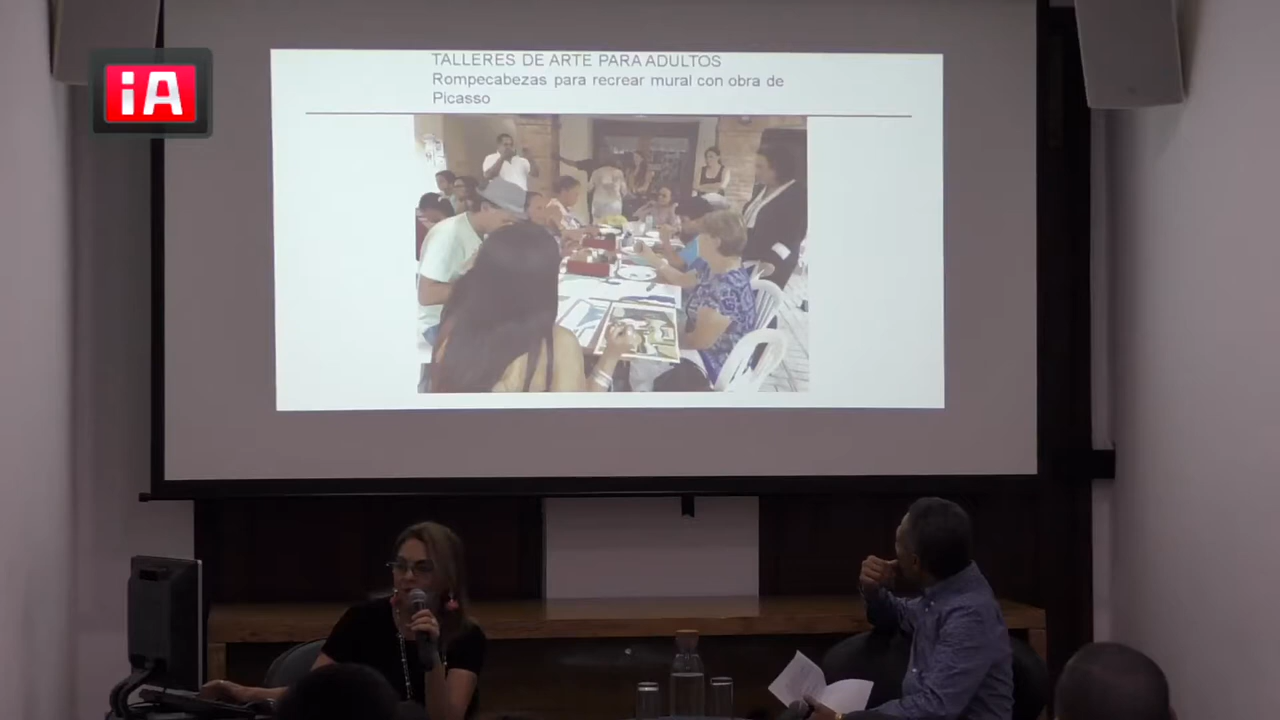 iA
TALLERES DE ARTE PARA ADULTOS
Rompecabezas para recrear mural con obra de
Picasso